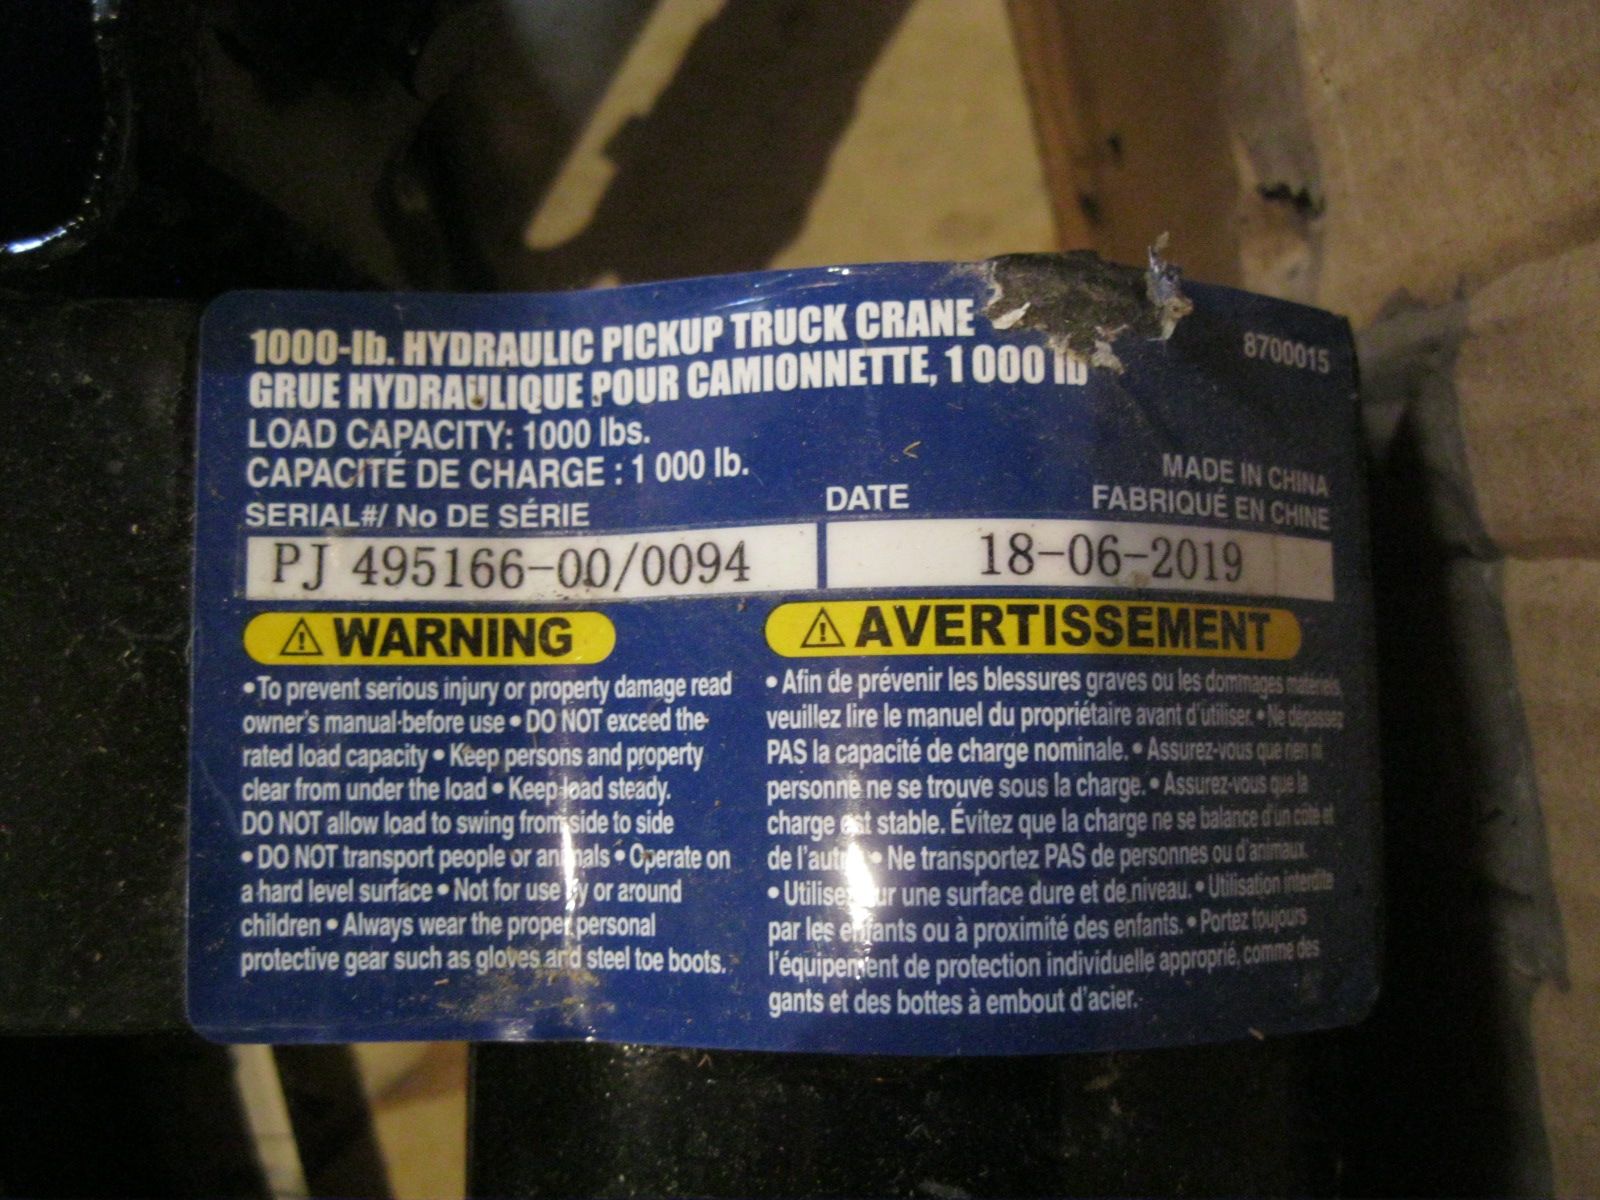 1000-lb. HYDRAULIC PICKUP TRUCK CRANE
GRUE HYDRAULIQUE POUR CAMIONNETTE, 1 000 lb
8700015
LOAD CAPACITY: 1000 lbs.
CAPACITÉ DE CHARGE : 1 000 lb.
MADE IN CHINA
FABRIQUÉ EN CHINE
SERIAL#/ No DE SÉRIE
DATE
PJ 495166-00/0094
18-06-2019
WARNING
•To prevent serious injury or property damage read
owner's manual before use • DO NOT exceed the
rated load capacity • Keep persons and property
clear from under the load • Keep load steady.
DO NOT allow load to swing from side to side
• DO NOT transport people or animals • Operate on
a hard level surface • Not for use by or around
children • Always wear the proper personal
protective gear such as gloves and steel toe boots.
AVERTISSEMENT
• Afin de prévenir les blessures graves ou les dommages matériels
veuillez lire le manuel du propriétaire avant d'utiliser. • Ne dépassez
PAS la capacité de charge nominale. • Assurez-vous que rien ni
personne ne se trouve sous la charge. • Assurez-vous que la
charge est stable. Évitez que la charge ne se balance d'un côté et
de l'autre • Ne transportez PAS de personnes ou d'animaux.
• Utilisez sur une surface dure et de niveau. • Utilisation interdite
par les enfants ou à proximité des enfants. • Portez toujours
l'équipement de protection individuelle approprié, comme des
gants et des bottes à embout d'acier.